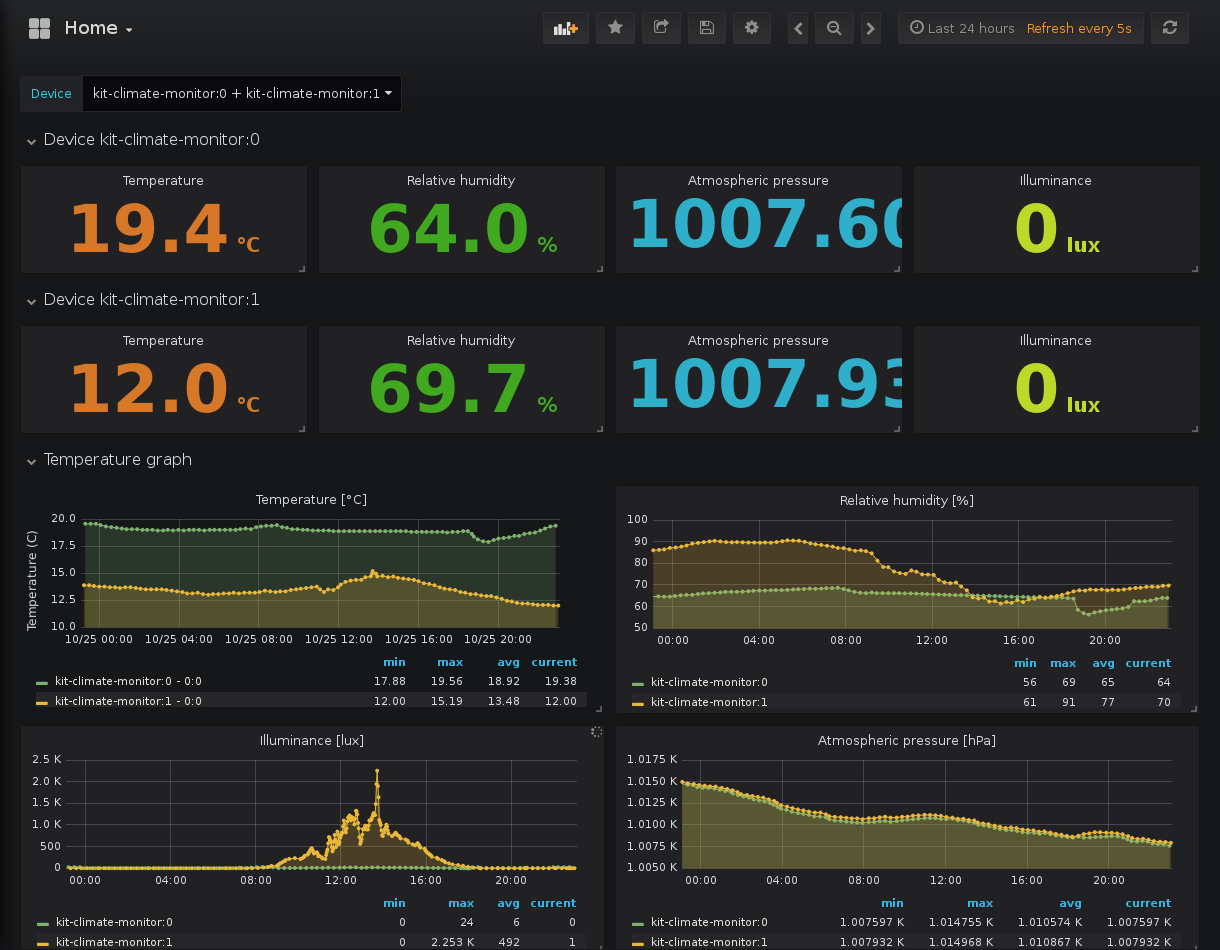 Home
Last 24 hours Refresh every 5s
Device kit-climate-monitor:0 + kit-climate-monitor:1
Device kit-climate-monitor:0
Temperature Relative humidity Atmospheric pressure Illuminance
19.4 °C 64.0 % 1007.60 0 lux
Device kit-climate-monitor:1
Temperature Relative humidity Atmospheric pressure Illuminance
12.0 °C 69.7 % 1007.93 0 lux
Temperature graph
Temperature [°C]
Temperature (C)
20.0
17.5
15.0
12.5
10.0
10/25 00:00 10/25 04:00 10/25 08:00 10/25 12:00 10/25 16:00 10/25 20:00
min max avg current
kit-climate-monitor:0 - 0:0 17.88 19.56 18.92 19.38
kit-climate-monitor:1 - 0:0 12.00 15.19 13.48 12.00
Relative humidity [%]
100
90
80
70
60
50
00:00 04:00 08:00 12:00 16:00 20:00
min max avg current
kit-climate-monitor:0 56 69 65 64
kit-climate-monitor:1 61 91 77 70
Illuminance [lux]
2.5 K
2.0 K
1.5 K
1.0 K
500
0
00:00 04:00 08:00 12:00 16:00 20:00
min max avg current
kit-climate-monitor:0 0 24 6 0
kit-climate-monitor:1 0 2.253 K 492 1
Atmospheric pressure [hPa]
1.0175 K
1.0150 K
1.0125 K
1.0100 K
1.0075 K
1.0050 K
00:00 04:00 08:00 12:00 16:00 20:00
min max avg current
kit-climate-monitor:0 1.007597 K 1.014755 K 1.010574 K 1.007597 K
kit-climate-monitor:1 1.007932 K 1.014968 K 1.010867 K 1.007932 K